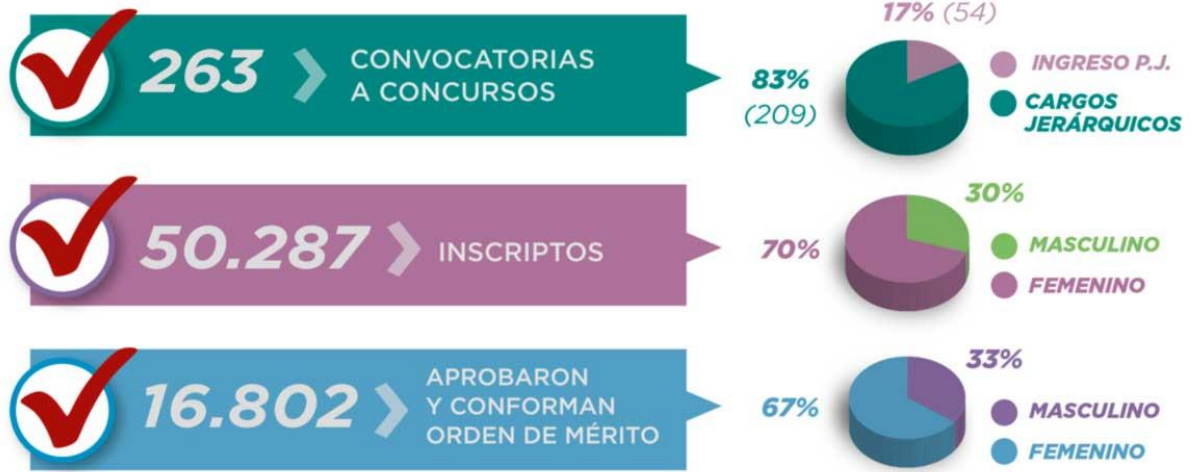 263
CONVOCATORIAS
A CONCURSOS
17% (54)
83%
(209)
INGRESO P.J.
CARGOS
JERÁRQUICOS
50.287
INSCRIPTOS
30%
70%
MASCULINO
FEMENINO
16.802
APROBARON
Y CONFORMAN
ORDEN DE MÉRITO
33%
67%
MASCULINO
FEMENINO